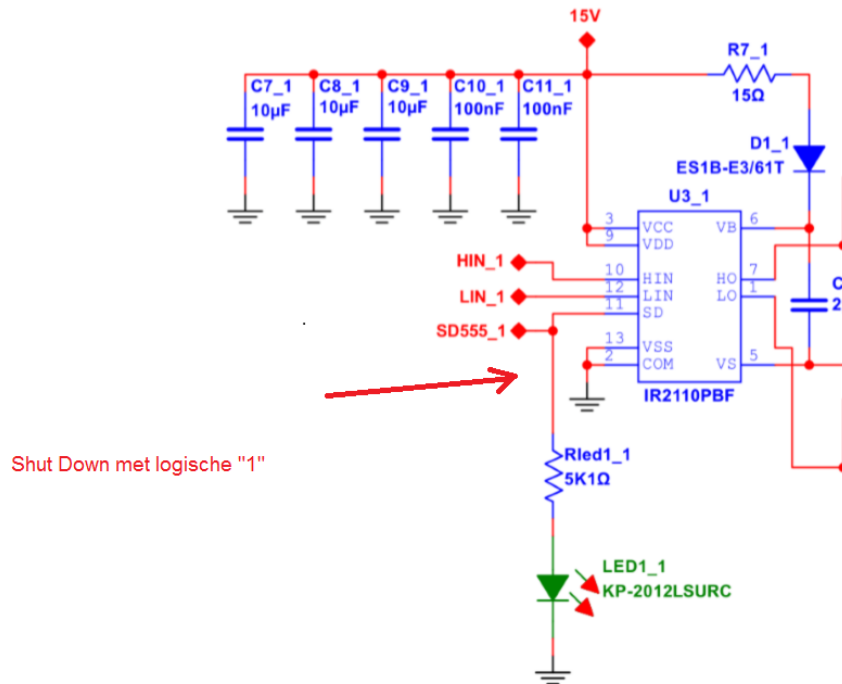 15V
R7_1
15Ω
C7_1
10µF
C8_1
10µF
C9_1
10µF
C10_1
100nF
C11_1
100nF
D1_1
ES1B-E3/61T
U3_1
3 VCC VB 6
9 VDD
HIN_1
10 HIN HO 7
LIN_1
12 LIN LO 1
11 SD
SD555_1
13 VSS
2 COM VS 5
IR2110PBF
C
2
Shut Down met logische "1"
Rled1_1
5K1Ω
LED1_1
KP-2012LSURC